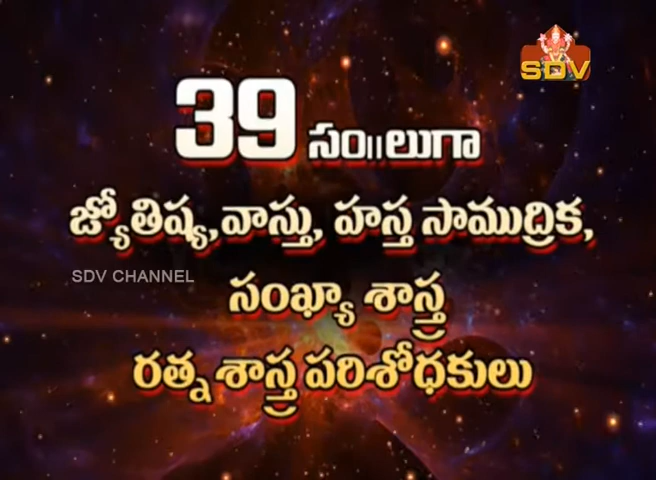 SDV
39 సం॥లుగా
జ్యోతిష్య,వాస్తు, హస్త సాముద్రిక,
SDV CHANNEL
సంఖ్యా శాస్త్ర
రత్న శాస్త్ర పరిశోధకులు